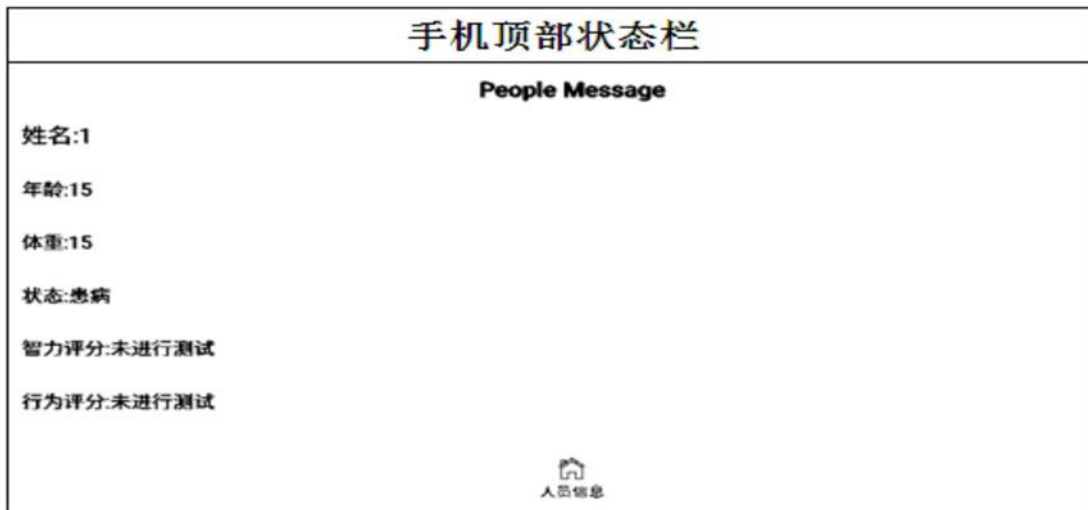 手机顶部状态栏
People Message
姓名:1
年龄:15
体重:15
状态:患病
智力评分:未进行测试
行为评分:未进行测试
人员信息